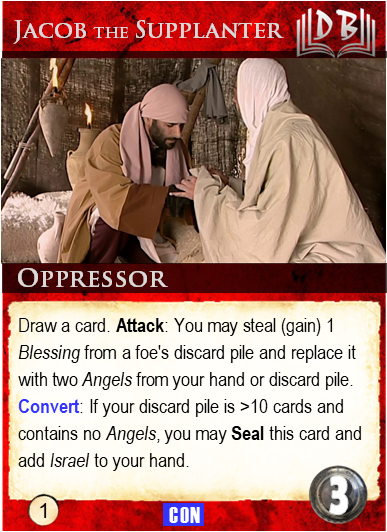 JACOB THE SUPPLANTER
DB
OPPRESSOR
Draw a card. Attack: You may steal (gain) 1
Blessing from a foe's discard pile and replace it
with two Angels from your hand or discard pile.
Convert: If your discard pile is >10 cards and
contains no Angels, you may Seal this card and
add Israel to your hand.
1
CON
3